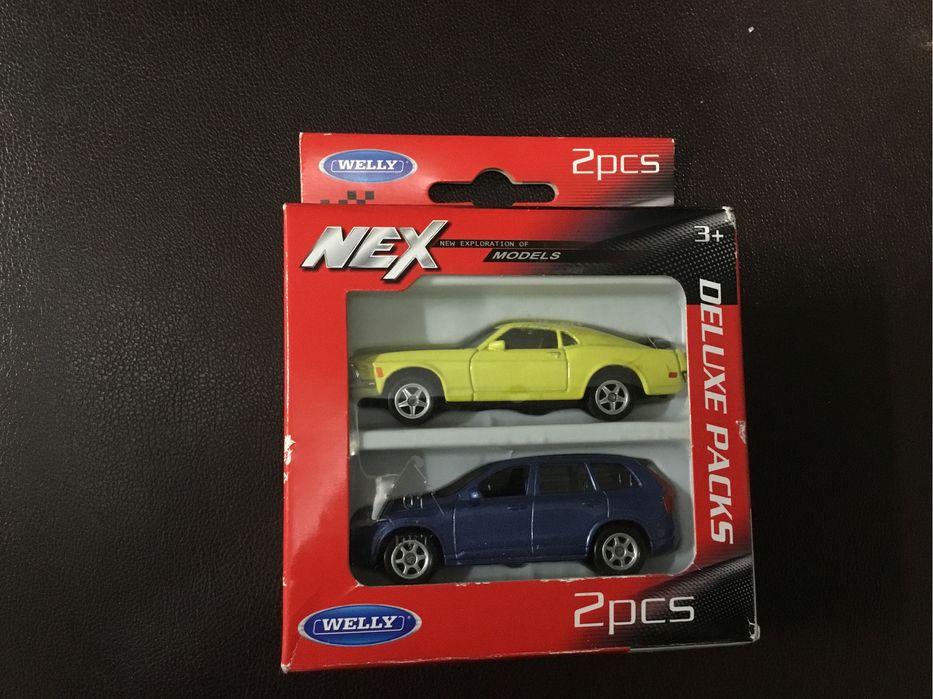 WELLY
2pcs
NEX
NEW EXPLORATION OF
MODELS
3+
DELUXE PACKS
WELLY
2pcs